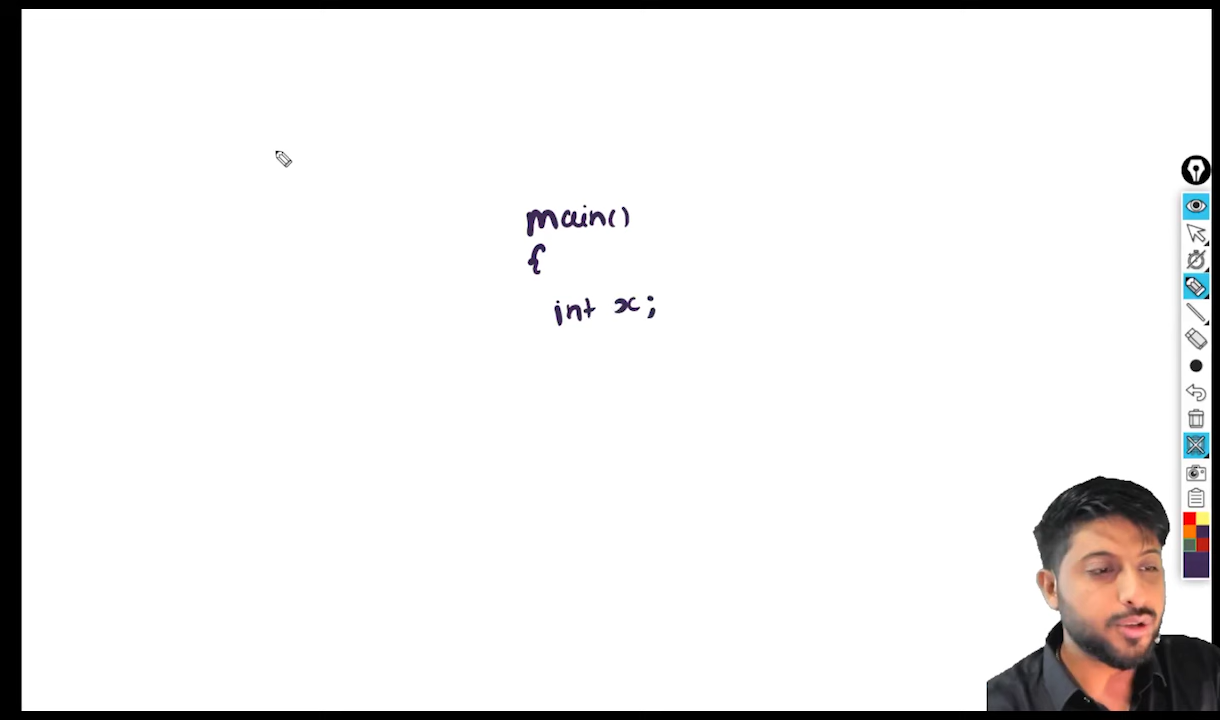 main()
{
int x;